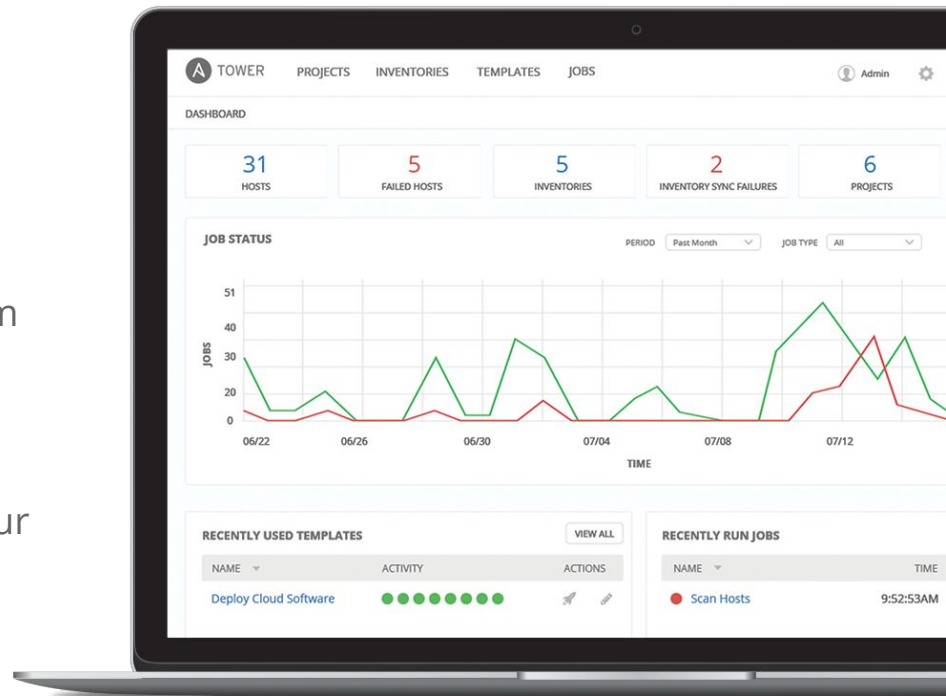 TOWER PROJECTS INVENTORIES TEMPLATES JOBS Admin
DASHBOARD
31 5 5 2 6
HOSTS FAILED HOSTS INVENTORIES INVENTORY SYNC FAILURES PROJECTS
JOB STATUS PERIOD Past Month JOB TYPE All
51
40
JOBS
30
20
0
06/22 06/26 06/30 07/04 07/08 07/12
TIME
RECENTLY USED TEMPLATES VIEW ALL RECENTLY RUN JOBS
NAME ACTIVITY ACTIONS NAME TIME
Deploy Cloud Software Scan Hosts 9:52:53AM